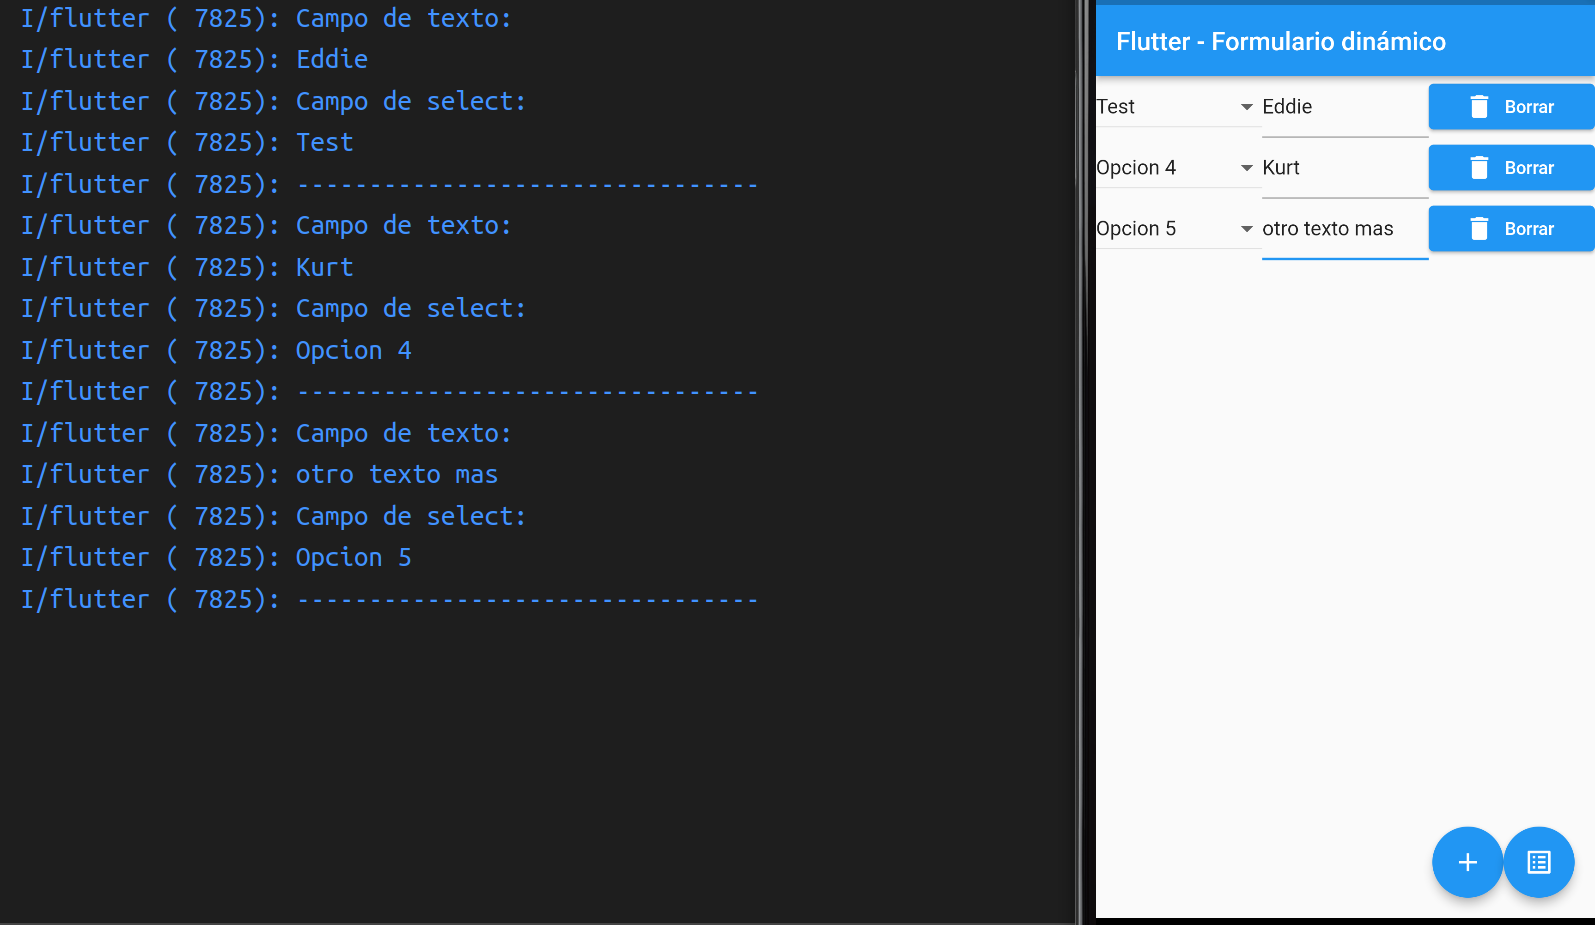 I/flutter ( 7825): Campo de texto:
I/flutter ( 7825): Eddie
I/flutter ( 7825): Campo de select:
I/flutter ( 7825): Test
I/flutter ( 7825): --------------------------------
I/flutter ( 7825): Campo de texto:
I/flutter ( 7825): Kurt
I/flutter ( 7825): Campo de select:
I/flutter ( 7825): Opcion 4
I/flutter ( 7825): --------------------------------
I/flutter ( 7825): Campo de texto:
I/flutter ( 7825): otro texto mas
I/flutter ( 7825): Campo de select:
I/flutter ( 7825): Opcion 5
I/flutter ( 7825): --------------------------------
Flutter - Formulario dinámico
Test Eddie Borrar
Opcion 4 Kurt Borrar
Opcion 5 otro texto mas Borrar